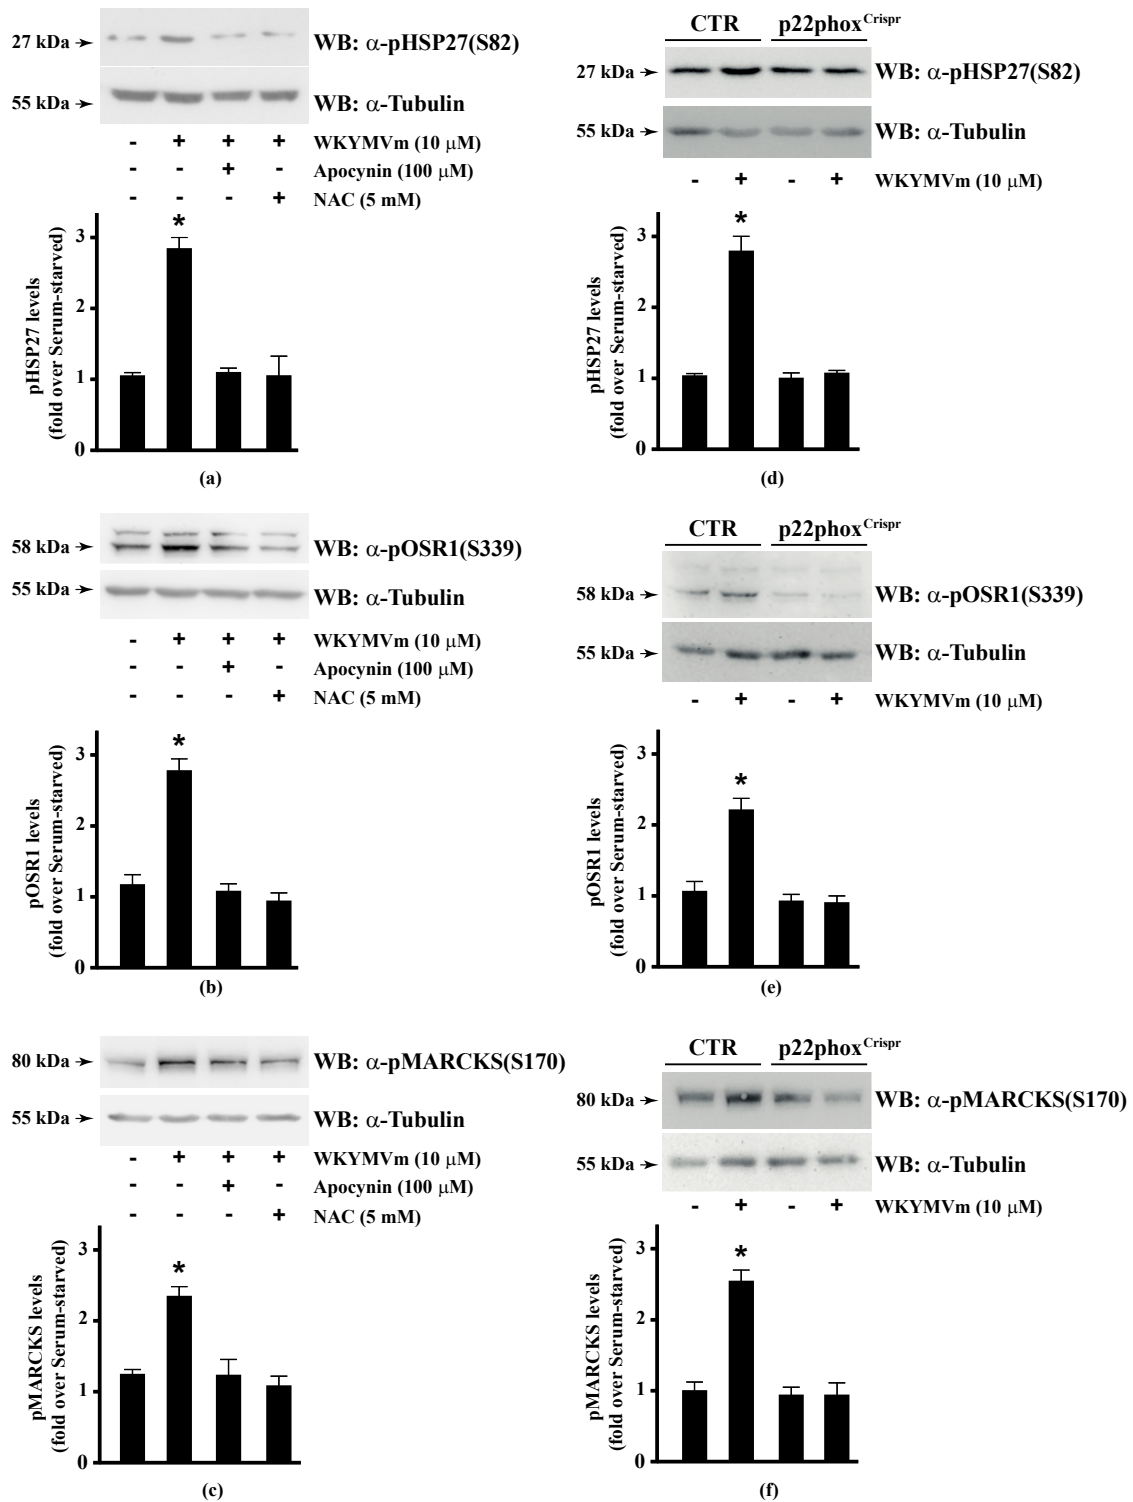 27 kDa
WB: α-pHSP27(S82)
55 kDa
WB: α-Tubulin
- + + + WKYMVm (10 μM)
- - + - Apocynin (100 μM)
- - - + NAC (5 mM)
pHSP27 levels
(fold over Serum-starved)
3
2
1
0
*
(a)
CTR p22phox Crispr
27 kDa
WB: α-pHSP27(S82)
55 kDa
WB: α-Tubulin
- + - + WKYMVm (10 μM)
pHSP27 levels
(fold over Serum-starved)
3
2
1
0
*
(d)
58 kDa
WB: α-pOSR1(S339)
55 kDa
WB: α-Tubulin
- + + + WKYMVm (10 μM)
- - + - Apocynin (100 μM)
- - - + NAC (5 mM)
pOSR1 levels
(fold over Serum-starved)
3
2
1
0
*
(b)
CTR p22phox Crispr
58 kDa
WB: α-pOSR1(S339)
55 kDa
WB: α-Tubulin
- + - + WKYMVm (10 μM)
pOSR1 levels
(fold over Serum-starved)
3
2
1
0
*
(e)
80 kDa
WB: α-pMARCKS(S170)
55 kDa
WB: α-Tubulin
- + + + WKYMVm (10 μM)
- - + - Apocynin (100 μM)
- - - + NAC (5 mM)
pMARCKS levels
(fold over Serum-starved)
3
2
1
0
*
(c)
CTR p22phox Crispr
80 kDa
WB: α-pMARCKS(S170)
55 kDa
WB: α-Tubulin
- + - + WKYMVm (10 μM)
pMARCKS levels
(fold over Serum-starved)
3
2
1
0
*
(f)